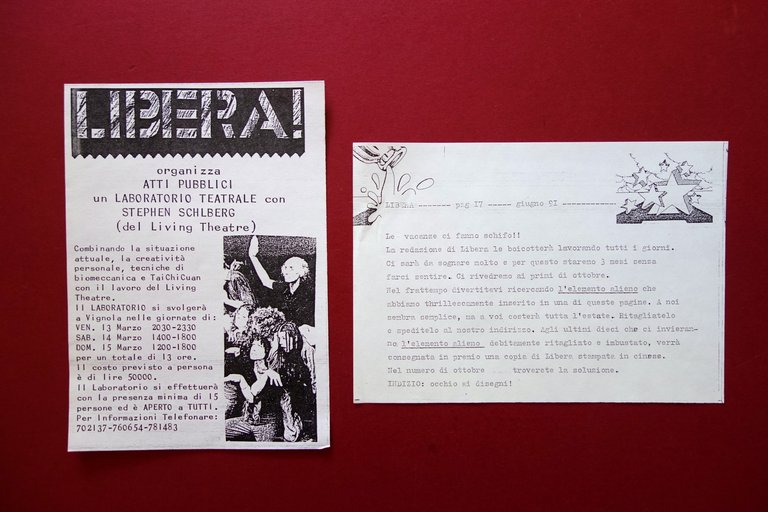 LIBERA!
organizza
ATTI PUBBLICI
un LABORATORIO TEATRALE con
STEPHEN SCHLBERG
(del Living Theatre)
Combinando la situazione
attuale, la creatività
personale, tecniche di
biomeccanica e TaiChiCuan
con il lavoro del Living
Theatre.
Il LABORATORIO si svolgerà
a Vignola nelle giornate di:
VEN. 13 Marzo 2030-2330
SAB. 14 Marzo 1400-1800
DOM. 15 Marzo 1200-1800
per un totale di 13 ore.
Il costo previsto a persona
è di lire 50000.
Il Laboratorio si effettuerà
con la presenza minima di 15
persone ed è APERTO a TUTTI.
Per Informazioni Telefonare:
702137-760654-781483
LIBERA ------- pag 17 ----- giugno 91 ------------
Le vacanze ci fanno schifo!!
La redazione di Libera le boicotterà lavorando tutti i giorni.
Ci sarà da sognare molto e per questo staremo 3 mesi senza
farci sentire. Ci rivedremo ai primi di ottobre.
Nel frattempo divertitevi ricercando l'elemento alieno che
abbiamo thrillescamente inserito in una di queste pagine. A noi
sembra semplice, ma a voi costerà tutta l'estate. Ritagliatelo
e speditelo al nostro indirizzo. Agli ultimi dieci che ci invieran-
no l'elemento alieno debitamente ritagliato e imbustato, verrà
consegnata in premio una copia di Libera stampata in cinese.
Nel numero di ottobre troverete la soluzione.
INDIZIO: occhio ai disegni!